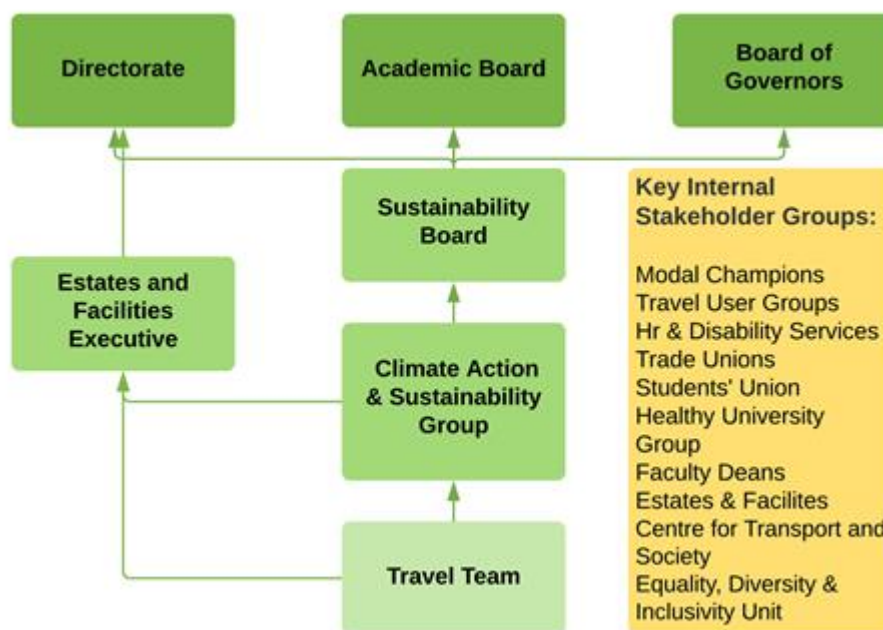 Directorate
Academic Board
Board of
Governors
Sustainability
Board
Estates and
Facilities
Executive
Climate Action
& Sustainability
Group
Travel Team
Key Internal
Stakeholder Groups:
Modal Champions
Travel User Groups
Hr & Disability Services
Trade Unions
Students' Union
Healthy University
Group
Faculty Deans
Estates & Facilites
Centre for Transport and
Society
Equality, Diversity &
Inclusivity Unit